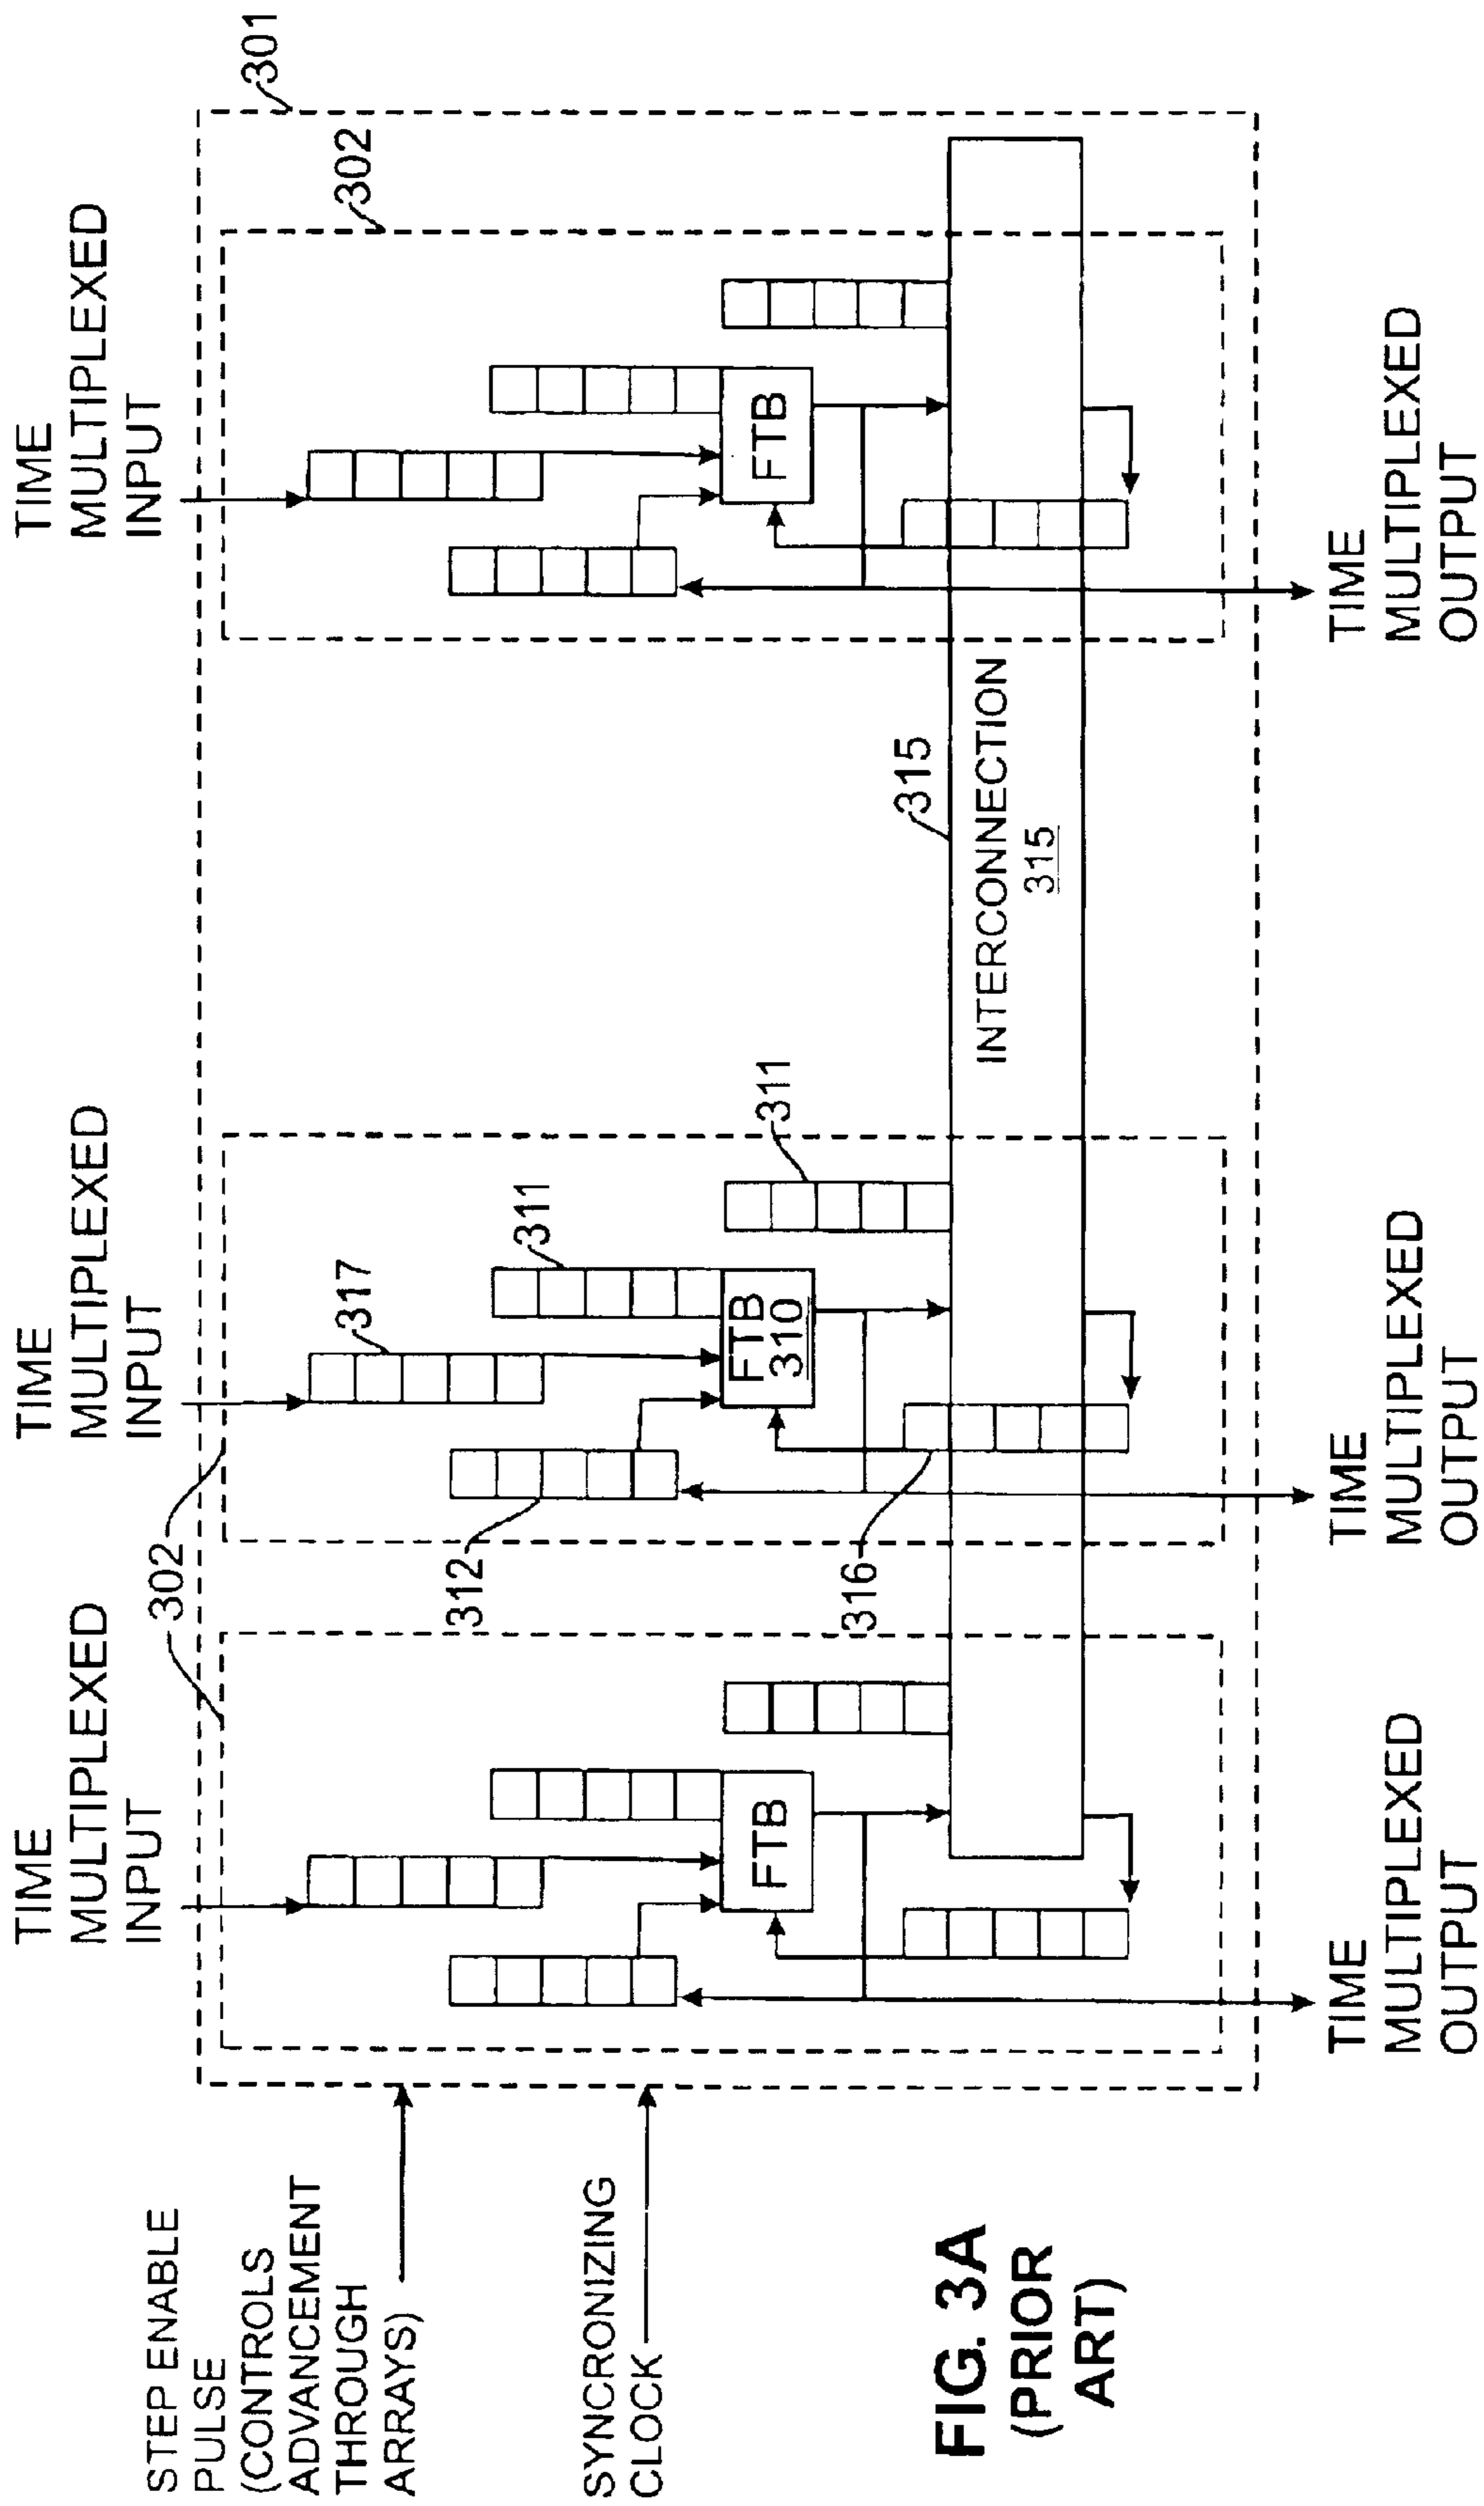 TIME
MULTIPLEXED
INPUT
TIME
MULTIPLEXED
INPUT
TIME
MULTIPLEXED
INPUT
301
302
302
STEP ENABLE
PULSE
(CONTROLS
ADVANCEMENT
THROUGH
ARRAYS)
SYNCRONIZING
CLOCK
317
311
311
312
316
FTB
FTB
310
FTB
315
INTERCONNECTION
315
TIME
MULTIPLEXED
OUTPUT
TIME
MULTIPLEXED
OUTPUT
TIME
MULTIPLEXED
OUTPUT
FIG. 3A
(PRIOR
ART)